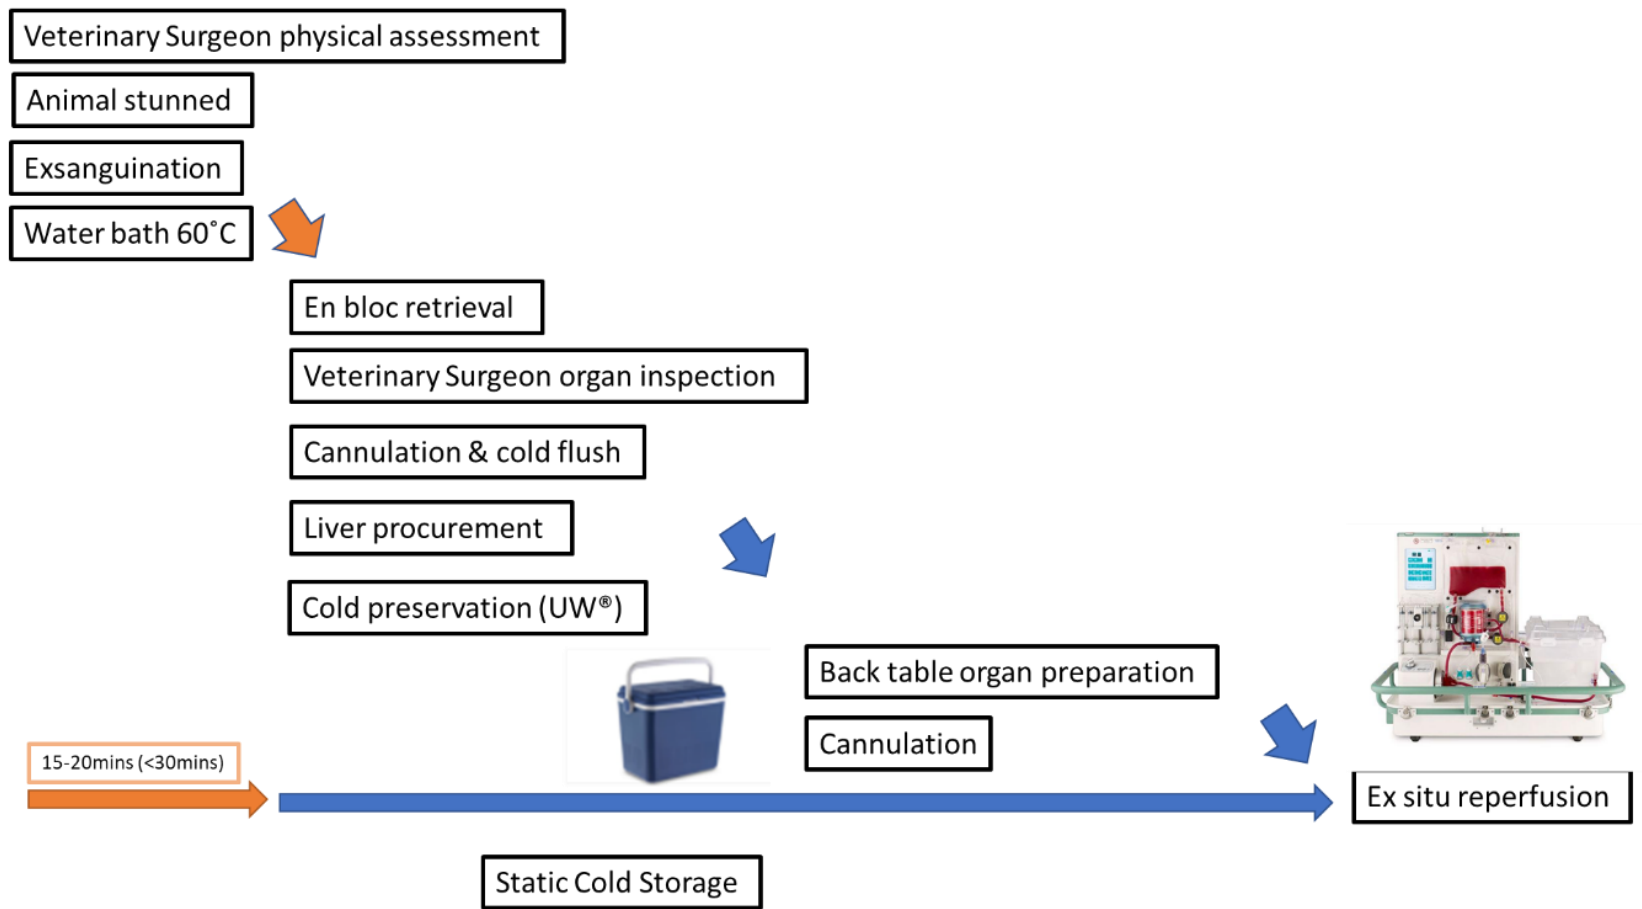 Veterinary Surgeon physical assessment
Animal stunned
Exsanguination
Water bath 60˚C
En bloc retrieval
Veterinary Surgeon organ inspection
Cannulation & cold flush
Liver procurement
Cold preservation (UW®)
Back table organ preparation
Cannulation
15-20mins (<30mins)
Ex situ reperfusion
Static Cold Storage